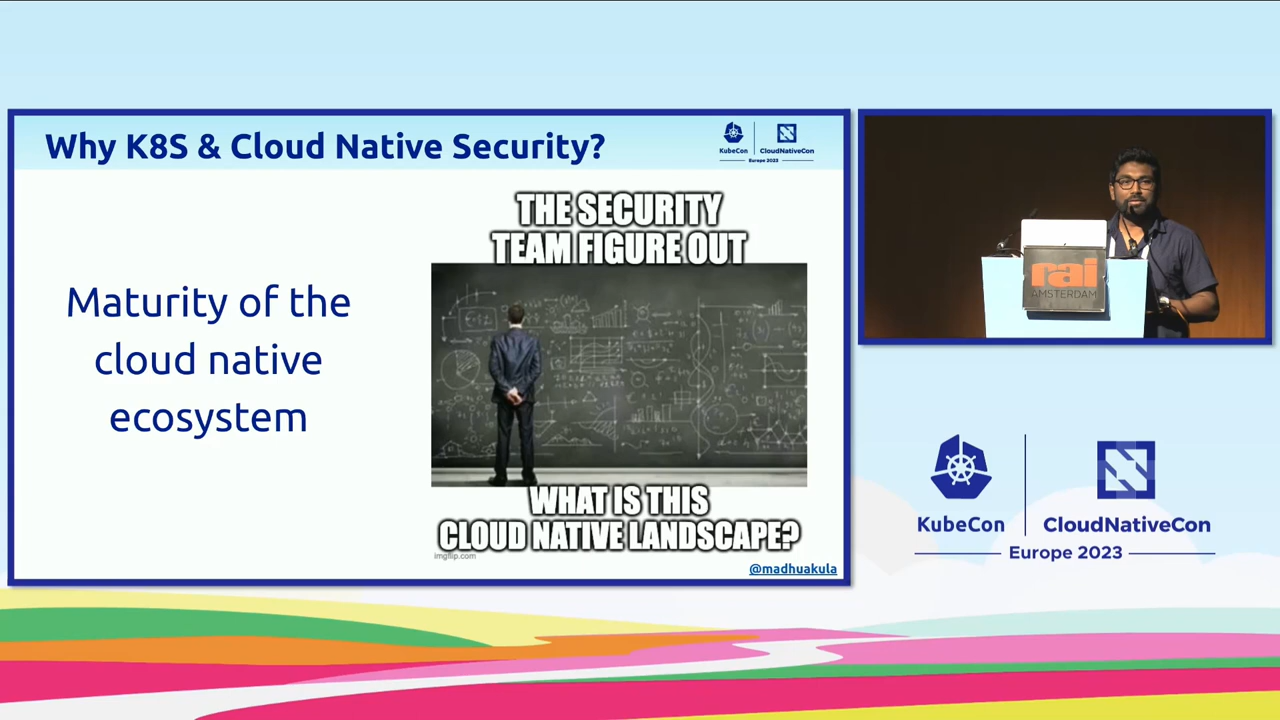 Why K8S & Cloud Native Security?
KubeCon
CloudNativeCon
Europe 2023
Maturity of the
cloud native
ecosystem
THE SECURITY
TEAM FIGURE OUT
WHAT IS THIS
CLOUD NATIVE LANDSCAPE?
imgflip.com
@madhuakula
rai
AMSTERDAM
KubeCon
CloudNativeCon
Europe 2023